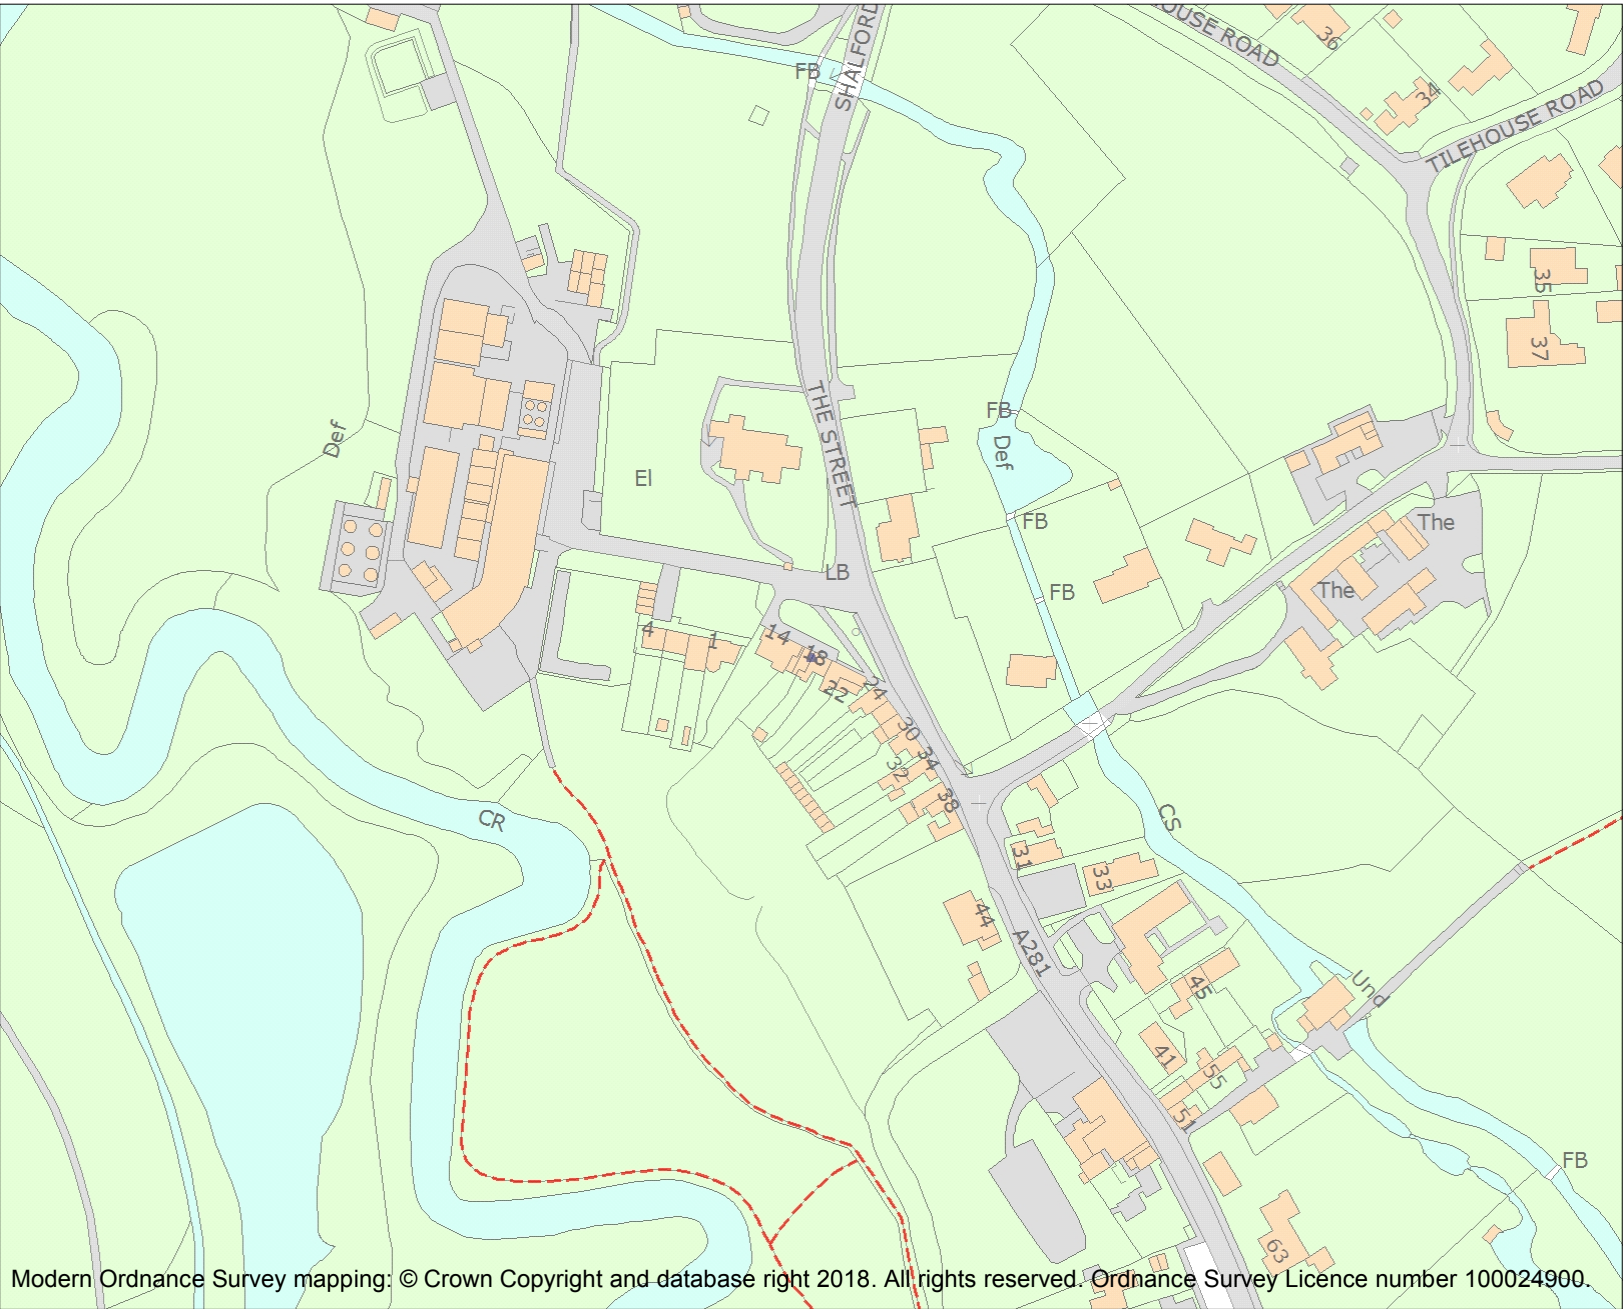 OUSE ROAD
36
SHALFORD
FB
34
TILEHOUSE ROAD
35
37
THE STREET
FB
Def
Def
El
FB
The
LB
FB
The
4
1
14
18
22
24
30
34
32
38
CR
CS
31
33
44
A281
45
Und
41
55
51
FB
63
Modern Ordnance Survey mapping: © Crown Copyright and database right 2018. All rights reserved. Ordnance Survey Licence number 100024900.